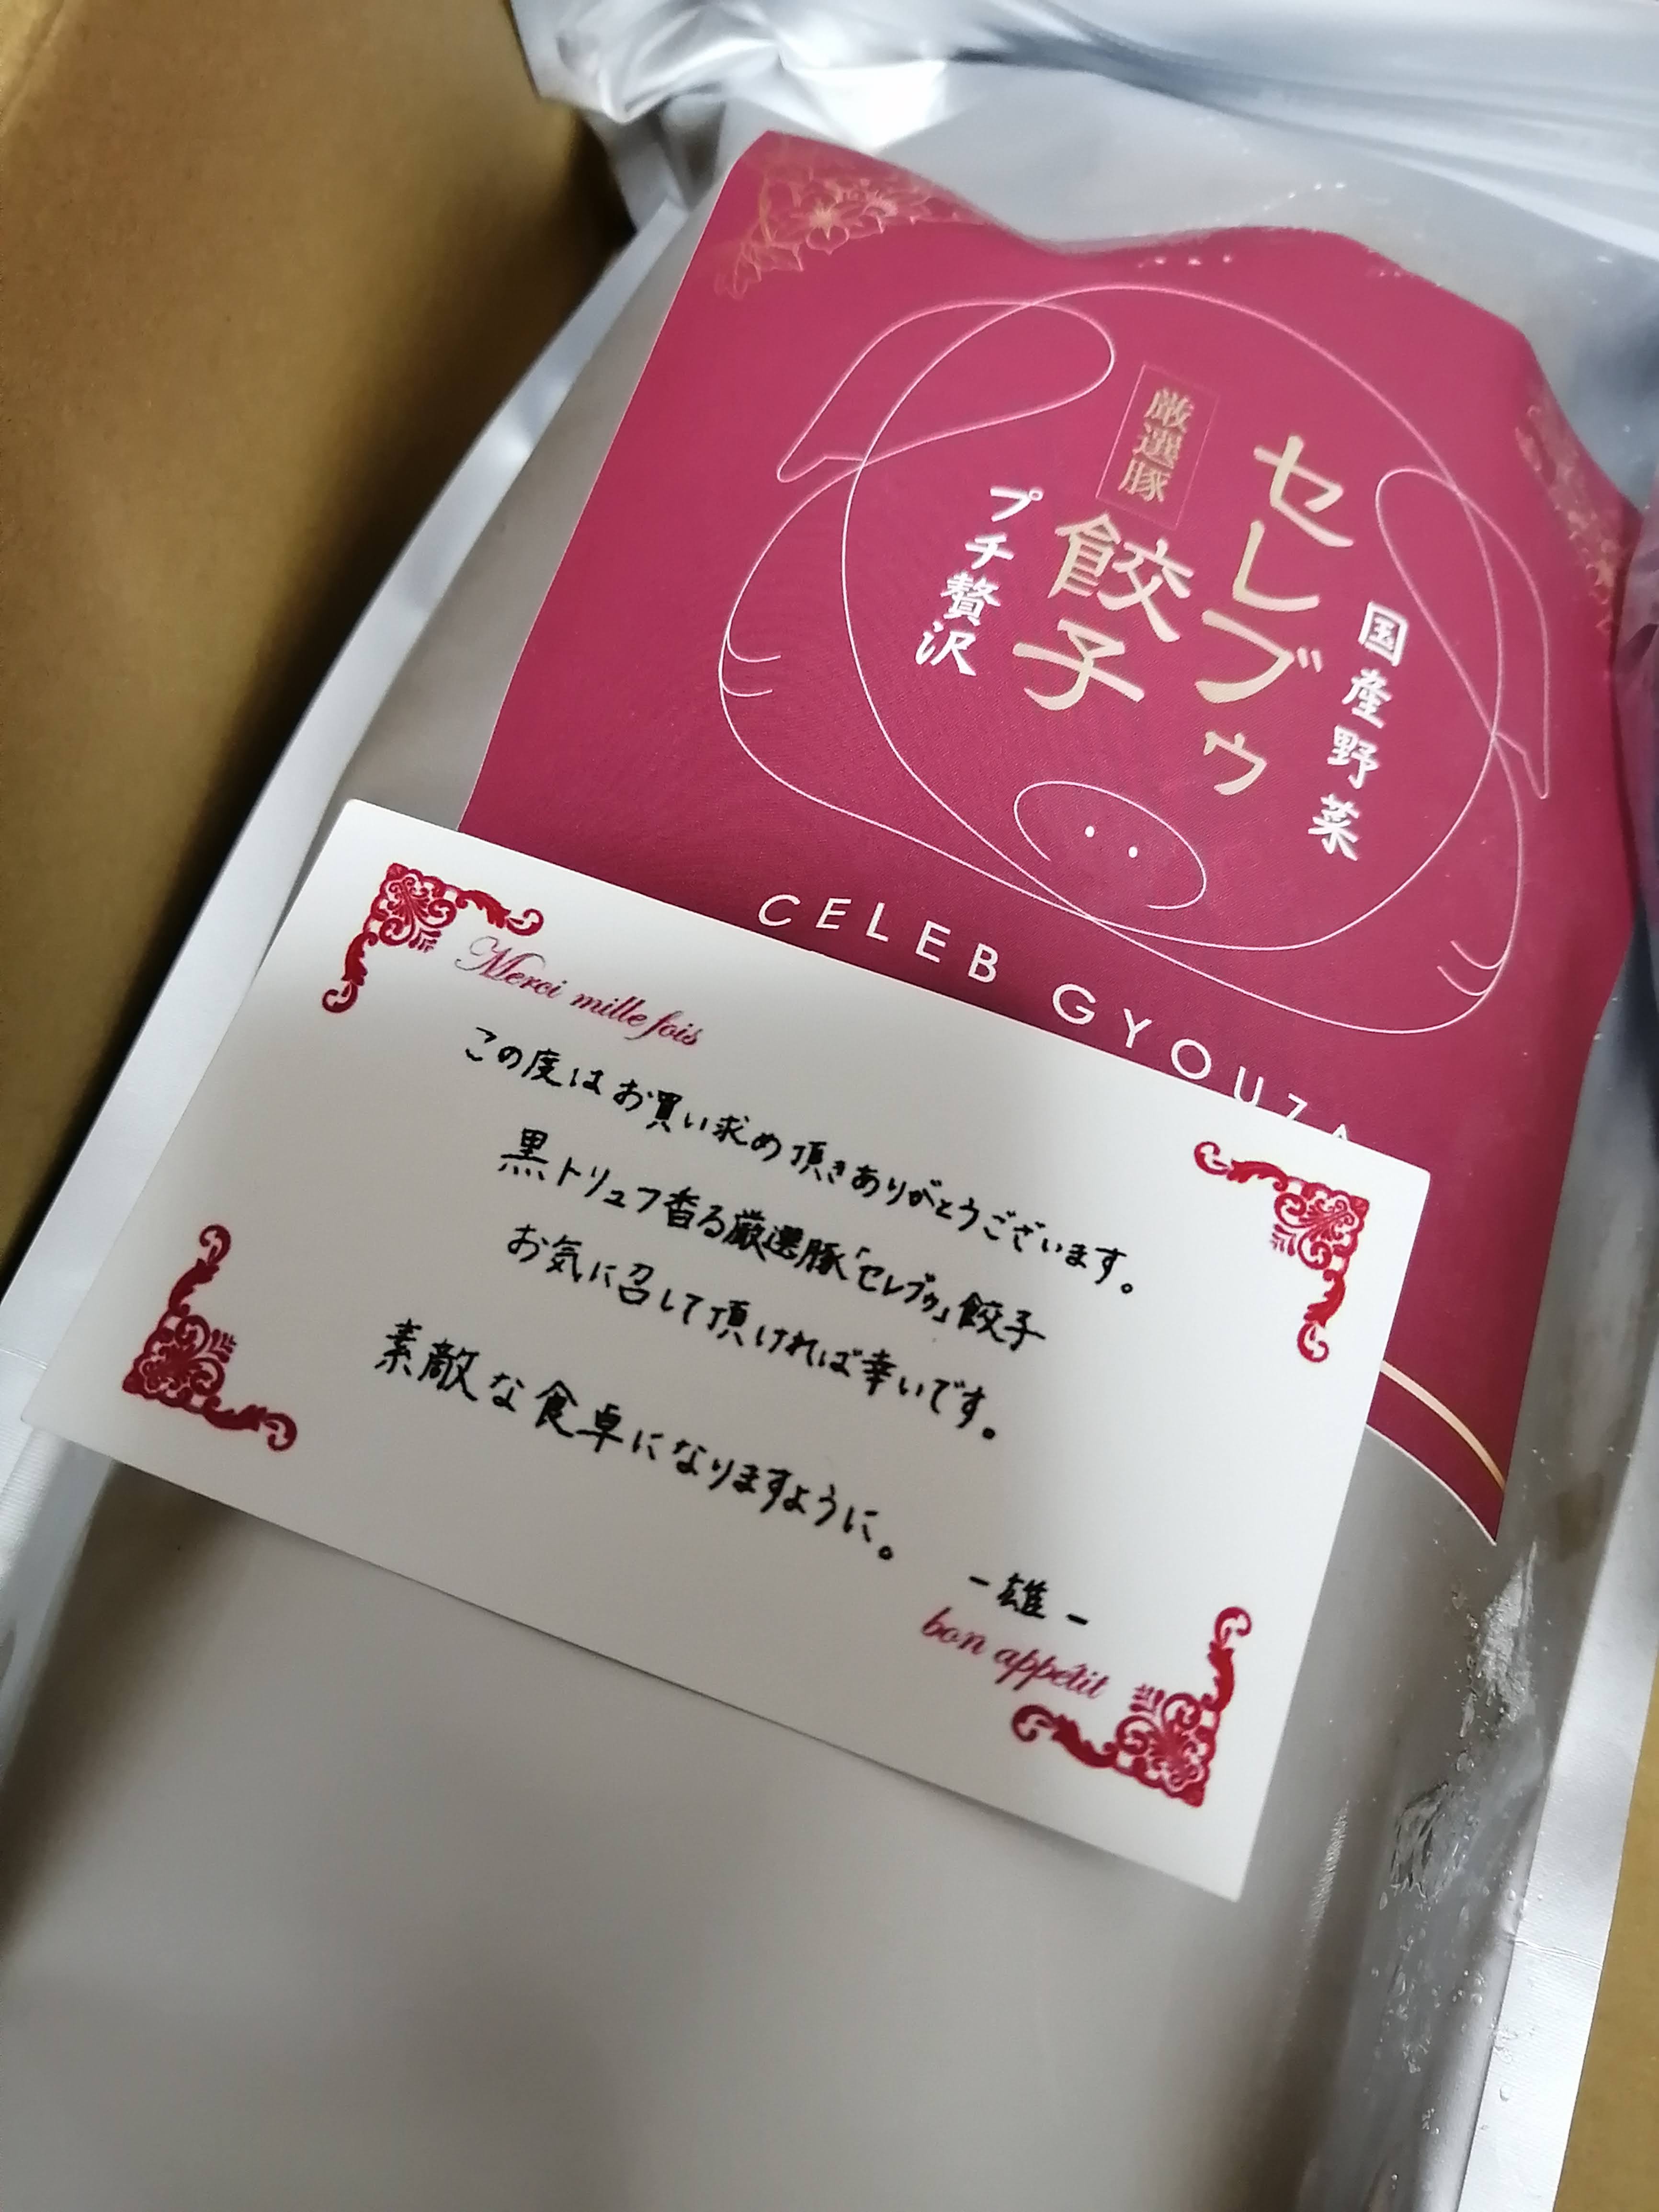 国産野菜
セレブゥ
厳選豚
餃子
プチ贅沢
CELEB GYOUZA
Merci mille fois
この度はお買い求め頂きありがとうございます。
黒トリュフ香る厳選豚「セレブゥ」餃子
お気に召して頂ければ幸いです。
素敵な食卓になりますように。
-雄-
bon appétit